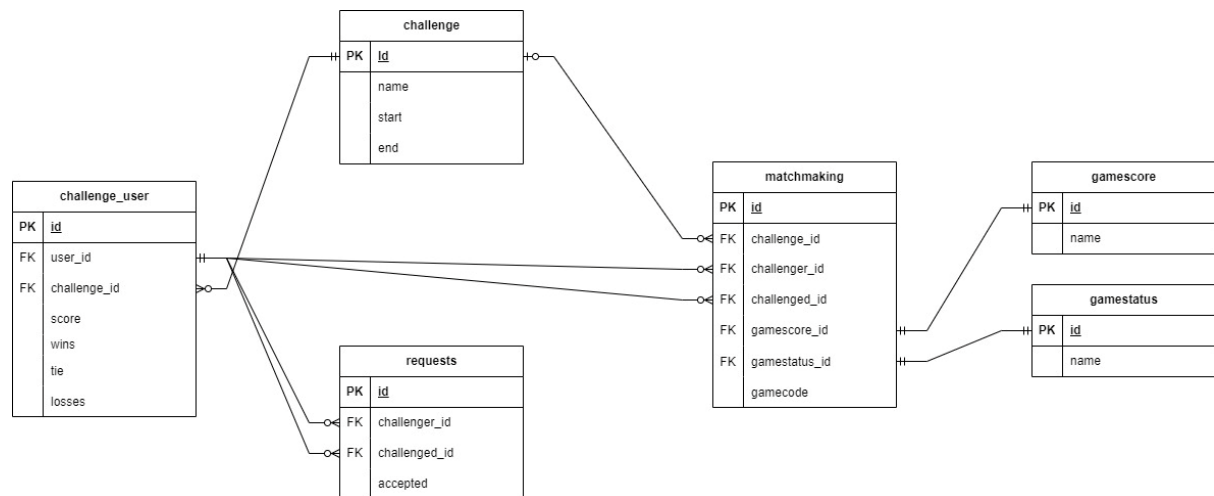 challenge
PK Id
name
start
end
challenge_user
PK id
FK user_id
FK challenge_id
score
wins
tie
losses
requests
PK id
FK challenger_id
FK challenged_id
accepted
matchmaking
PK id
FK challenge_id
FK challenger_id
FK challenged_id
FK gamescore_id
FK gamestatus_id
gamecode
gamescore
PK id
name
gamestatus
PK id
name